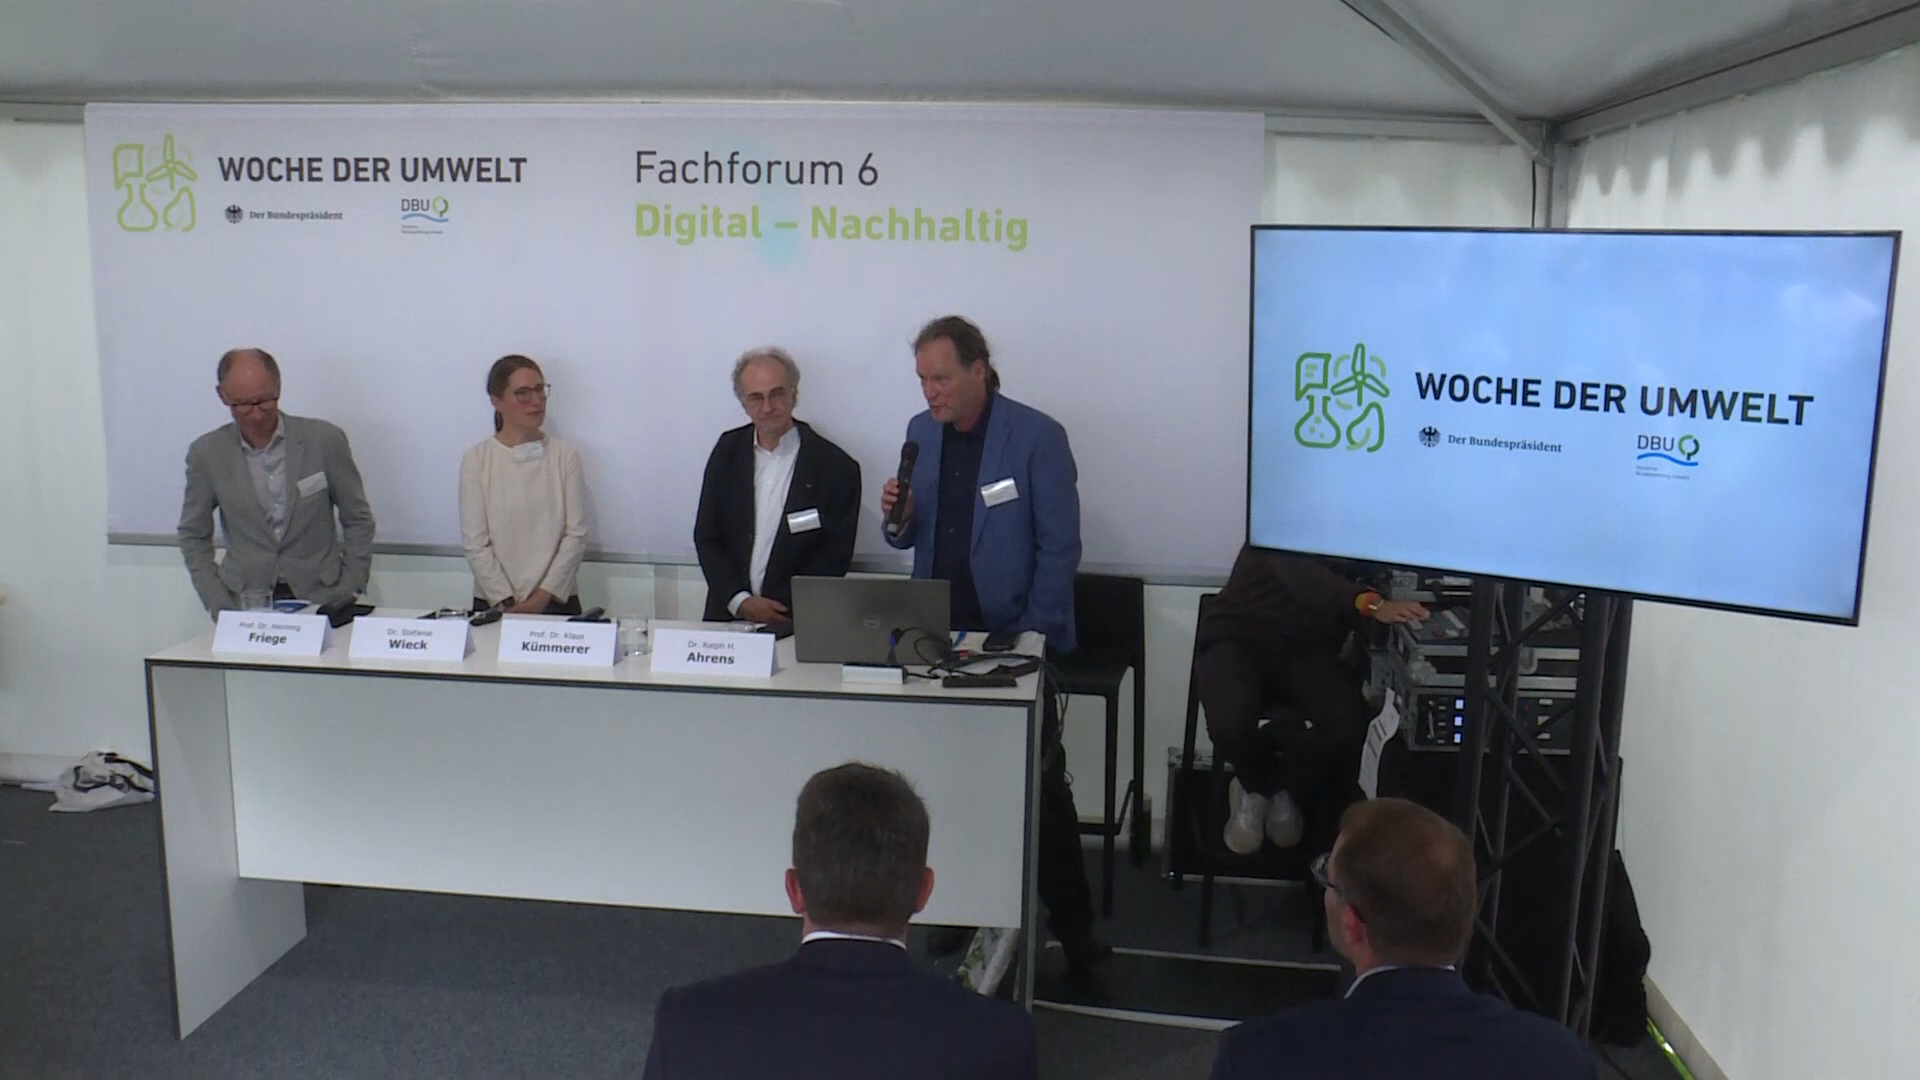 WOCHE DER UMWELT
Der Bundespräsident
DBU
Fachforum 6
Digital – Nachhaltig
WOCHE DER UMWELT
Der Bundespräsident
DBU
Prof. Dr. Henning
Friege
Dr. Stefanie
Wieck
Prof. Dr. Klaus
Kümmerer
Dr. Ralph H.
Ahrens